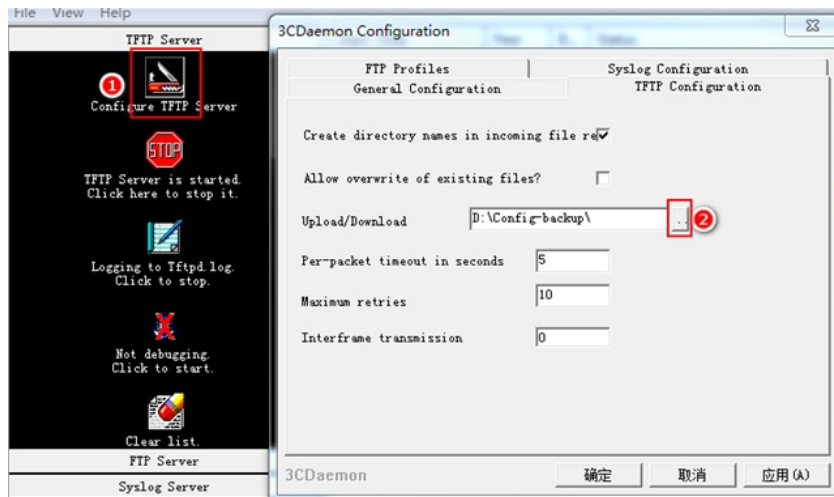 File View Help
TFTP Server
1
Configure TFTP Server
STOP
TFTP Server is started.
Click here to stop it.
Logging to Tftpd.log.
Click to stop.
Not debugging.
Click to start.
Clear list.
FTP Server
Syslog Server
3CDaemon Configuration
FTP Profiles
Syslog Configuration
General Configuration
TFTP Configuration
Create directory names in incoming file re
Allow overwrite of existing files?
Upload/Download
D:\Config-backup\
..
2
Per-packet timeout in seconds
5
Maximum retries
10
Interframe transmission
0
3CDaemon
确定
取消
应用(A)